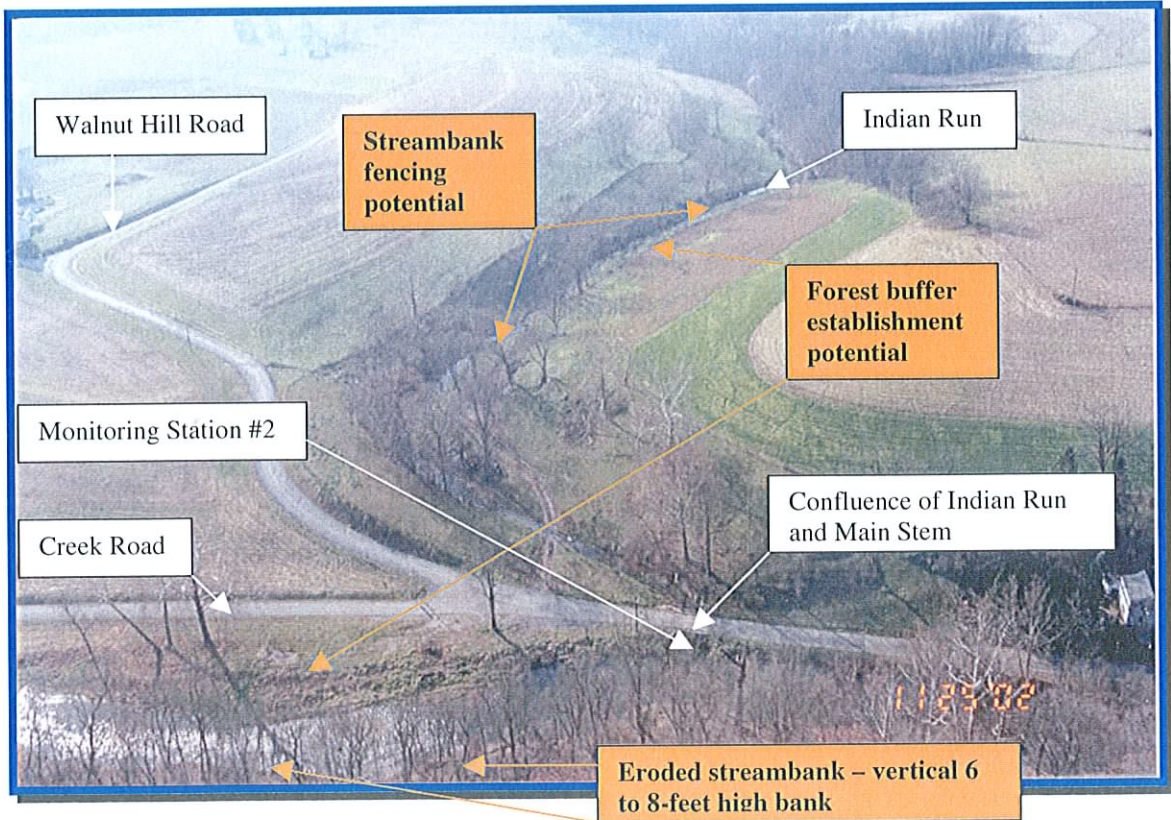 Walnut Hill Road
Streambank
fencing
potential
Indian Run
Forest buffer
establishment
potential
Monitoring Station #2
Confluence of Indian Run
and Main Stem
Creek Road
11 25 '02
Eroded streambank – vertical 6
to 8-feet high bank